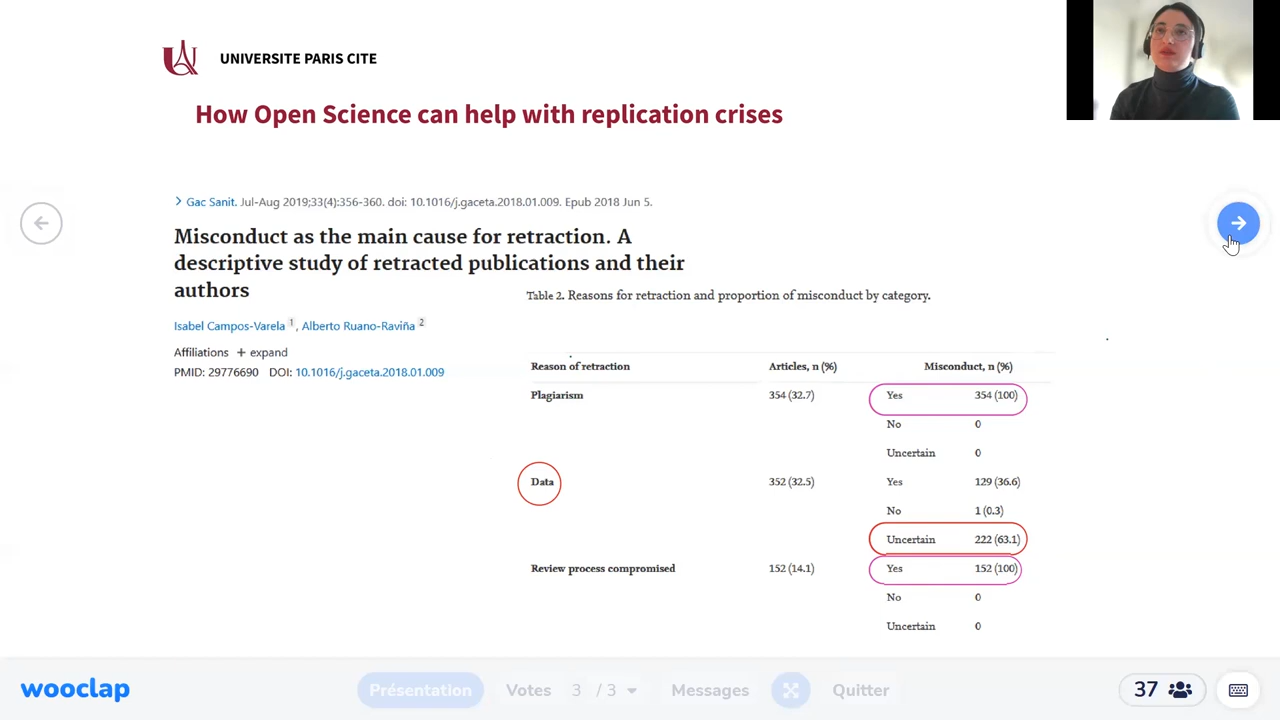 UNIVERSITE PARIS CITE
How Open Science can help with replication crises
> Gac Sanit. Jul-Aug 2019;33(4):356-360. doi: 10.1016/j.gaceta.2018.01.009. Epub 2018 Jun 5.
Misconduct as the main cause for retraction. A
descriptive study of retracted publications and their
authors
Isabel Campos-Varela 1, Alberto Ruano-Raviña 2
Affiliations + expand
PMID: 29776690 DOI: 10.1016/j.gaceta.2018.01.009
Table 2. Reasons for retraction and proportion of misconduct by category.
Reason of retraction Articles, n (%) Misconduct, n (%)
Plagiarism 354 (32.7) Yes 354 (100)
No 0
Uncertain 0
Data 352 (32.5) Yes 129 (36.6)
No 1 (0.3)
Uncertain 222 (63.1)
Review process compromised 152 (14.1) Yes 152 (100)
No 0
Uncertain 0
wooclap Présentation Votes 3 / 3 Messages Quitter 37